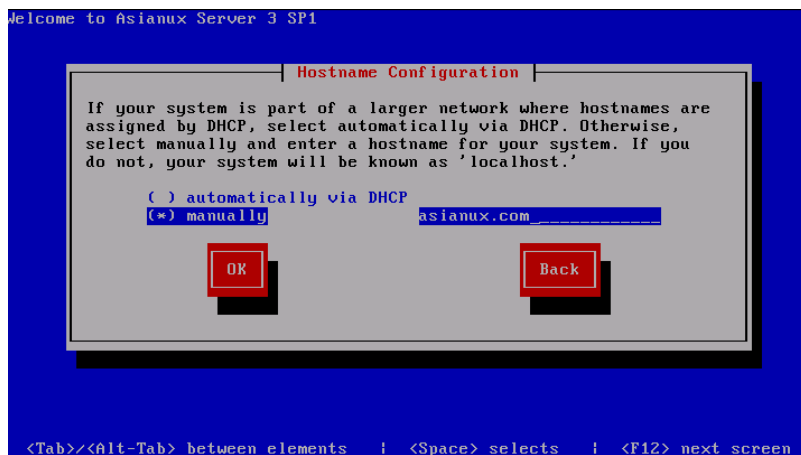 Welcome to Asianux Server 3 SP1
Hostname Configuration
If your system is part of a larger network where hostnames are
assigned by DHCP, select automatically via DHCP. Otherwise,
select manually and enter a hostname for your system. If you
do not, your system will be known as 'localhost.'
( ) automatically via DHCP
(*) manually asianux.com_____________
OK Back
<Tab>/<Alt-Tab> between elements | <Space> selects | <F12> next screen